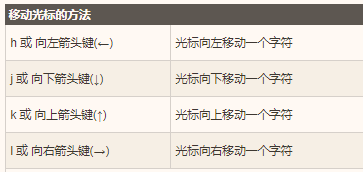 移动光标的方法
h 或 向左箭头键(←) 光标向左移动一个字符
j 或 向下箭头键(↓) 光标向下移动一个字符
k 或 向上箭头键(↑) 光标向上移动一个字符
l 或 向右箭头键(→) 光标向右移动一个字符